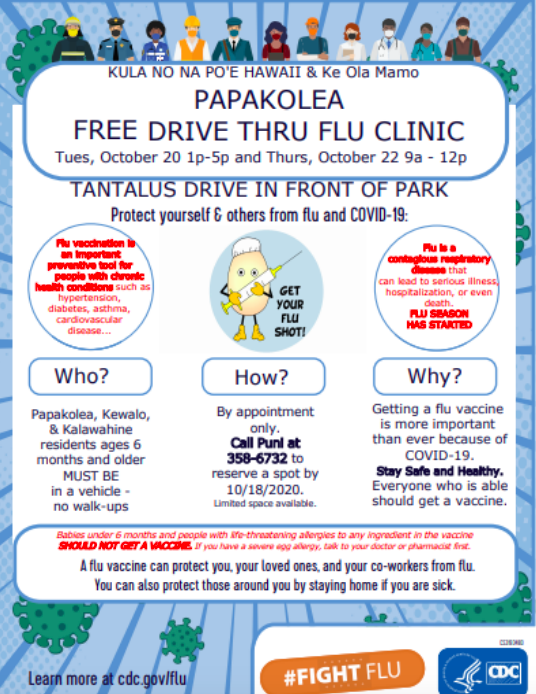 KULA NO NA PO'E HAWAII & Ke Ola Mamo
PAPAKOLEA
FREE DRIVE THRU FLU CLINIC
Tues, October 20 1p-5p and Thurs, October 22 9a - 12p
TANTALUS DRIVE IN FRONT OF PARK
Protect yourself & others from flu and COVID-19:
Flu vaccination is
an important
preventive tool for
people with chronic
health conditions such as
hypertension,
diabetes, asthma,
cardiovascular
disease...
GET
YOUR
FLU
SHOT!
Flu is a
contagious respiratory
disease that
can lead to serious illness,
hospitalization, or even
death.
FLU SEASON
HAS STARTED
Who?
Papakolea, Kewalo,
& Kalawahine
residents ages 6
months and older
MUST BE
in a vehicle -
no walk-ups
How?
By appointment
only.
Call Puni at
358-6732 to
reserve a spot by
10/18/2020.
Limited space available.
Why?
Getting a flu vaccine
is more important
than ever because of
COVID-19.
Stay Safe and Healthy.
Everyone who is able
should get a vaccine.
Babies under 6 months and people with life-threatening allergies to any ingredient in the vaccine
SHOULD NOT GET A VACCINE. If you have a severe egg allergy, talk to your doctor or pharmacist first.
A flu vaccine can protect you, your loved ones, and your co-workers from flu.
You can also protect those around you by staying home if you are sick.
Learn more at cdc.gov/flu
#FIGHT FLU
CDC